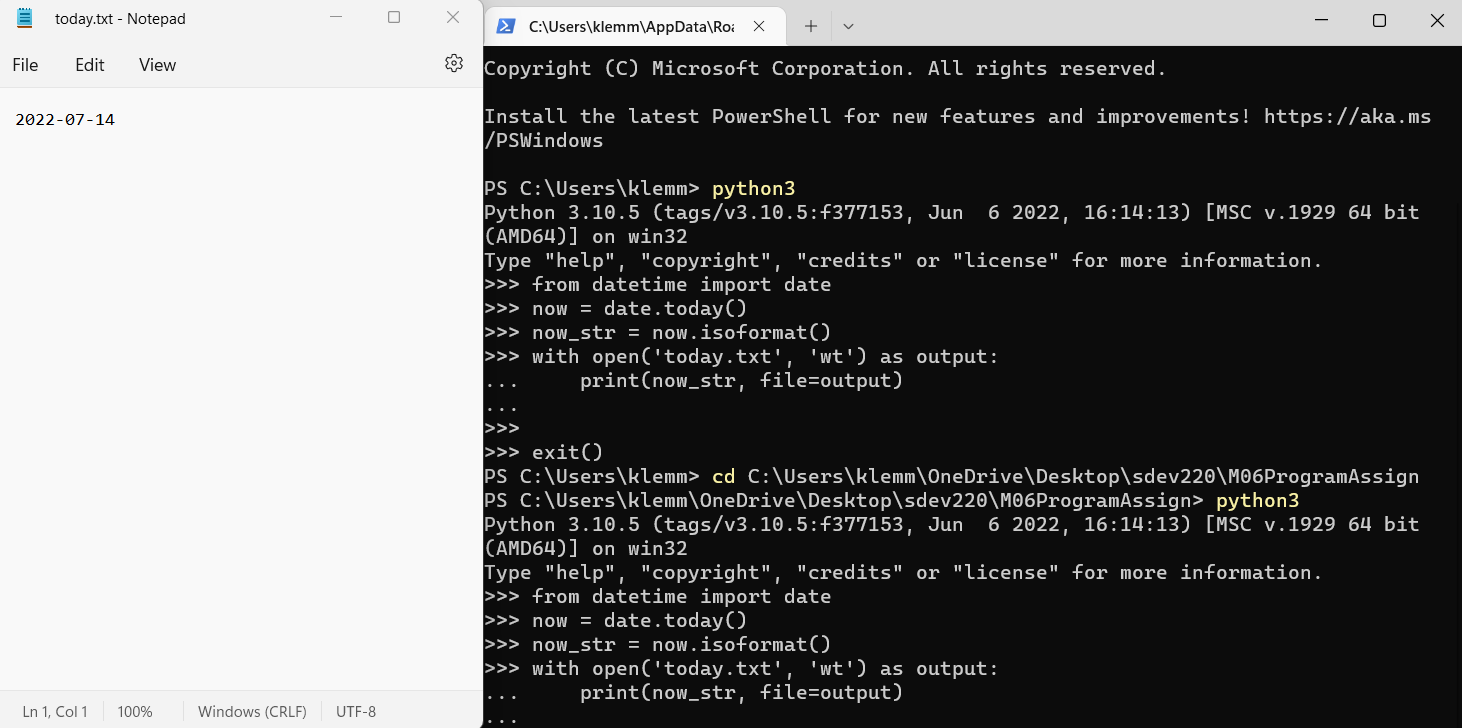 today.txt - Notepad
File Edit View
2022-07-14
Ln 1, Col 1 100% Windows (CRLF) UTF-8
C:\Users\klemm\AppData\Roa
Copyright (C) Microsoft Corporation. All rights reserved.
Install the latest PowerShell for new features and improvements! https://aka.ms
/PSWindows
PS C:\Users\klemm> python3
Python 3.10.5 (tags/v3.10.5:f377153, Jun  6 2022, 16:14:13) [MSC v.1929 64 bit
(AMD64)] on win32
Type "help", "copyright", "credits" or "license" for more information.
>>> from datetime import date
>>> now = date.today()
>>> now_str = now.isoformat()
>>> with open('today.txt', 'wt') as output:
...     print(now_str, file=output)
...
>>>
>>> exit()
PS C:\Users\klemm> cd C:\Users\klemm\OneDrive\Desktop\sdev220\M06ProgramAssign
PS C:\Users\klemm\OneDrive\Desktop\sdev220\M06ProgramAssign> python3
Python 3.10.5 (tags/v3.10.5:f377153, Jun  6 2022, 16:14:13) [MSC v.1929 64 bit
(AMD64)] on win32
Type "help", "copyright", "credits" or "license" for more information.
>>> from datetime import date
>>> now = date.today()
>>> now_str = now.isoformat()
>>> with open('today.txt', 'wt') as output:
...     print(now_str, file=output)
...